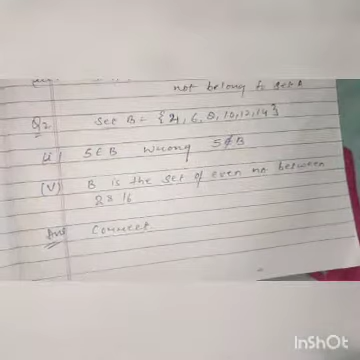 not belong to set A
Q2 Set B = {4, 6, 8, 10, 12, 14}
(i) 5 ∈ B Wrong 5 ∉ B
(V) B is the set of even no between
2 & 16
Ans Correct
InShOt